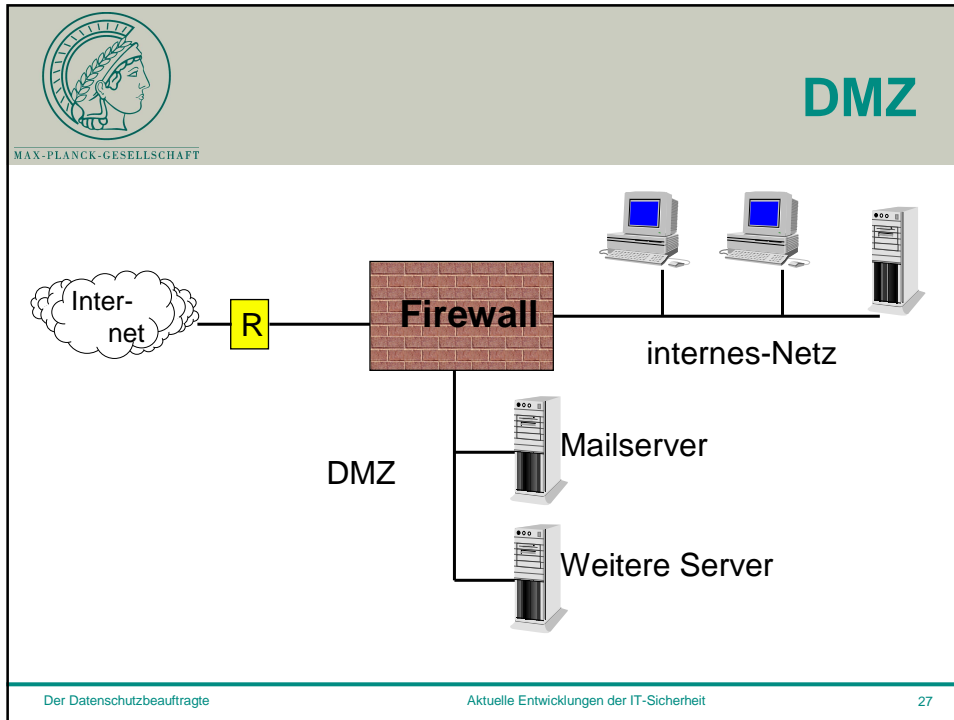 MAX-PLANCK-GESELLSCHAFT
DMZ
Inter-
net
R
Firewall
internes-Netz
Mailserver
DMZ
Weitere Server
Der Datenschutzbeauftragte
Aktuelle Entwicklungen der IT-Sicherheit
27